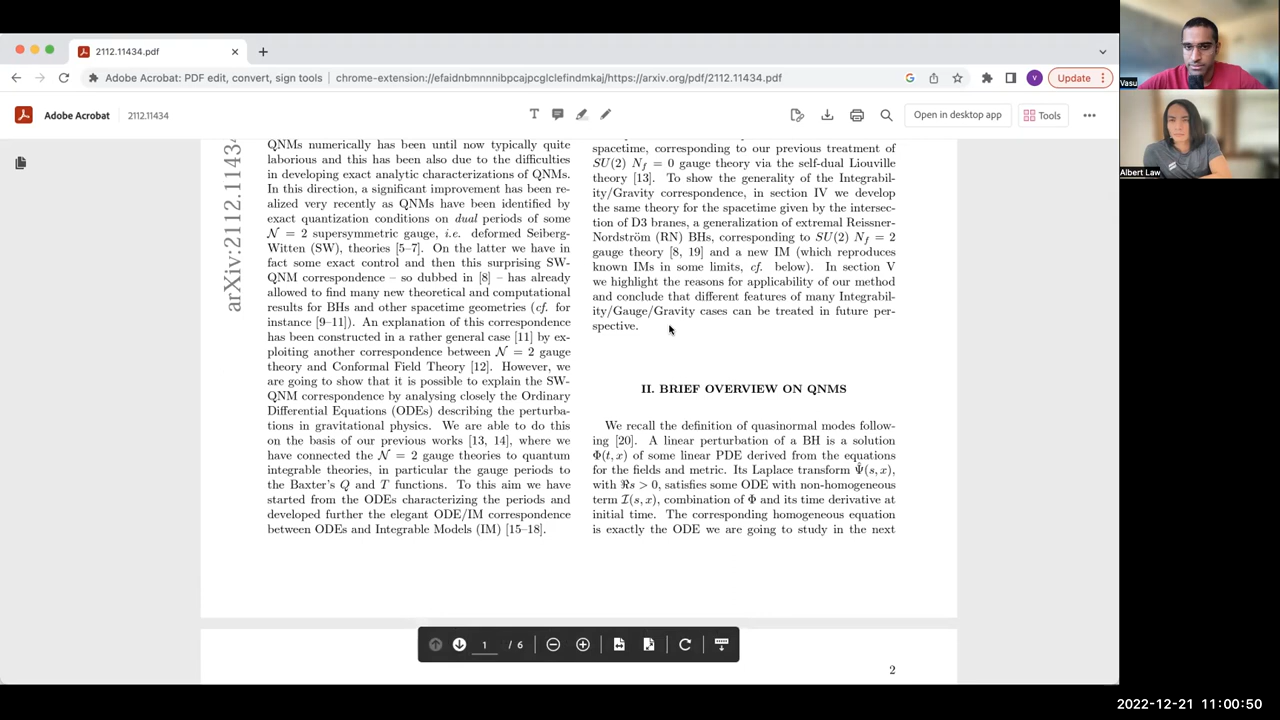 2112.11434.pdf
Adobe Acrobat: PDF edit, convert, sign tools
chrome-extension://efaidnbmnnnibpcajpcglclefindmkaj/https://arxiv.org/pdf/2112.11434.pdf
V
Update
Adobe Acrobat
2112.11434
Open in desktop app
Tools
arXiv:2112.1143
QNMs numerically has been until now typically quite
laborious and this has been also due to the difficulties
in developing exact analytic characterizations of QNMs.
In this direction, a significant improvement has been re-
alized very recently as QNMs have been identified by
exact quantization conditions on dual periods of some
𝒩 = 2 supersymmetric gauge, i.e. deformed Seiberg-
Witten (SW), theories [5–7]. On the latter we have in
fact some exact control and then this surprising SW-
QNM correspondence – so dubbed in [8] – has already
allowed to find many new theoretical and computational
results for BHs and other spacetime geometries (cf. for
instance [9–11]). An explanation of this correspondence
has been constructed in a rather general case [11] by ex-
ploiting another correspondence between 𝒩 = 2 gauge
theory and Conformal Field Theory [12]. However, we
are going to show that it is possible to explain the SW-
QNM correspondence by analysing closely the Ordinary
Differential Equations (ODEs) describing the perturba-
tions in gravitational physics. We are able to do this
on the basis of our previous works [13, 14], where we
have connected the 𝒩 = 2 gauge theories to quantum
integrable theories, in particular the gauge periods to
the Baxter's Q and T functions. To this aim we have
started from the ODEs characterizing the periods and
developed further the elegant ODE/IM correspondence
between ODEs and Integrable Models (IM) [15–18].
spacetime, corresponding to our previous treatment of
SU(2) N_f = 0 gauge theory via the self-dual Liouville
theory [13]. To show the generality of the Integrabil-
ity/Gravity correspondence, in section IV we develop
the same theory for the spacetime given by the intersec-
tion of D3 branes, a generalization of extremal Reissner-
Nordström (RN) BHs, corresponding to SU(2) N_f = 2
gauge theory [8, 19] and a new IM (which reproduces
known IMs in some limits, cf. below). In section V
we highlight the reasons for applicability of our method
and conclude that different features of many Integrabil-
ity/Gauge/Gravity cases can be treated in future per-
spective.
II. BRIEF OVERVIEW ON QNMS
We recall the definition of quasinormal modes follow-
ing [20]. A linear perturbation of a BH is a solution
Φ(t, x) of some linear PDE derived from the equations
for the fields and metric. Its Laplace transform Ψ̂(s, x),
with ℜs > 0, satisfies some ODE with non-homogeneous
term ℐ(s, x), combination of Φ and its time derivative at
initial time. The corresponding homogeneous equation
is exactly the ODE we are going to study in the next
1 / 6
2
Vasu
Albert Law
2022-12-21 11:00:50